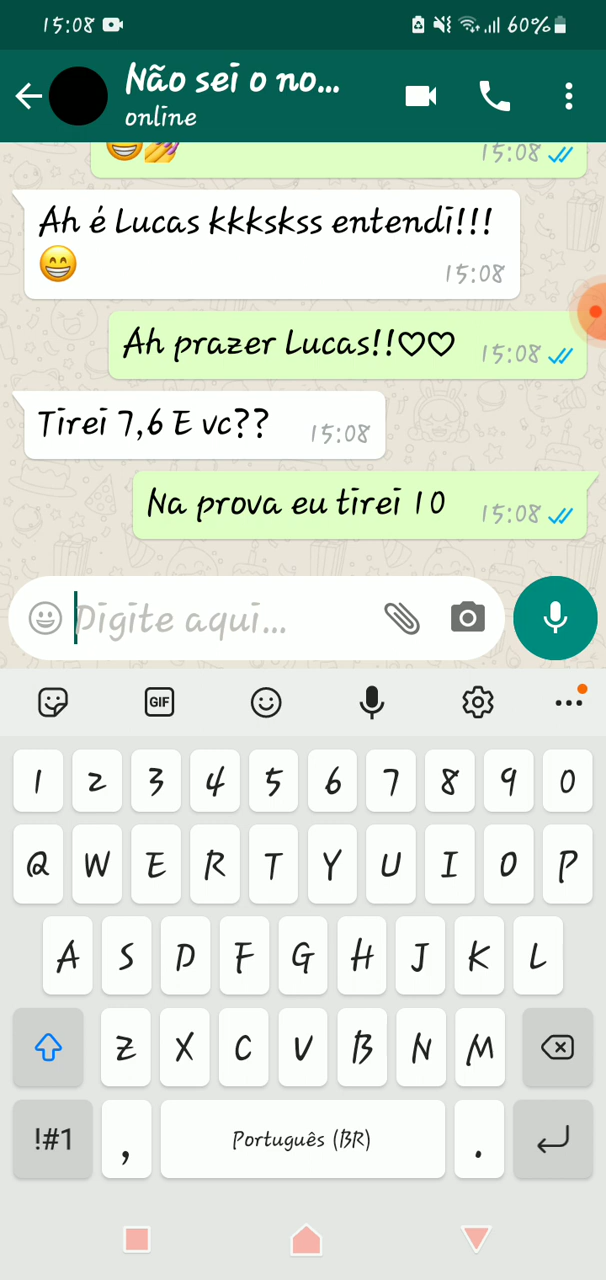 15:08 60%
Não sei o no...
online
15:08
Ah é Lucas kkkskss entendi!!!
15:08
Ah prazer Lucas!!♡♡ 15:08
Tirei 7,6 E vc?? 15:08
Na prova eu tirei 10 15:08
Digite aqui...
GIF
1 2 3 4 5 6 7 8 9 0
Q W E R T Y U I O P
A S D F G H J K L
Z X C V B N M
!#1 , Português (BR) .